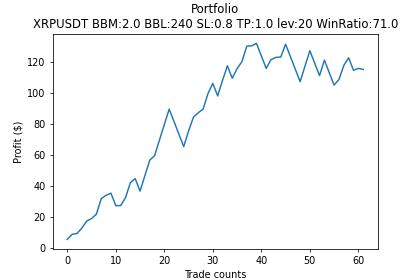 Portfolio
XRPUSDT BBM:2.0 BBL:240 SL:0.8 TP:1.0 lev:20 WinRatio:71.0
120
100
80
60
40
20
0
Profit ($)
0 10 20 30 40 50 60
Trade counts